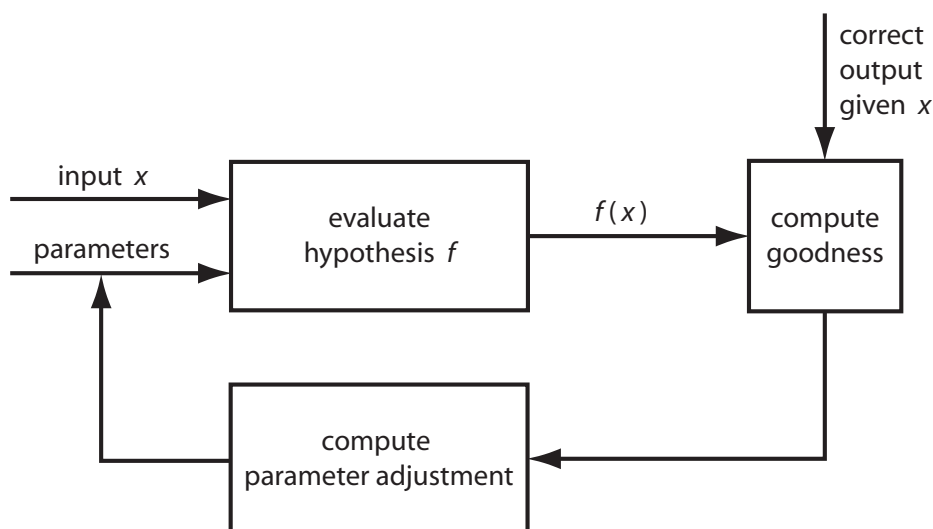 correct
output
given x
input x
parameters
evaluate
hypothesis f
f(x)
compute
goodness
compute
parameter adjustment